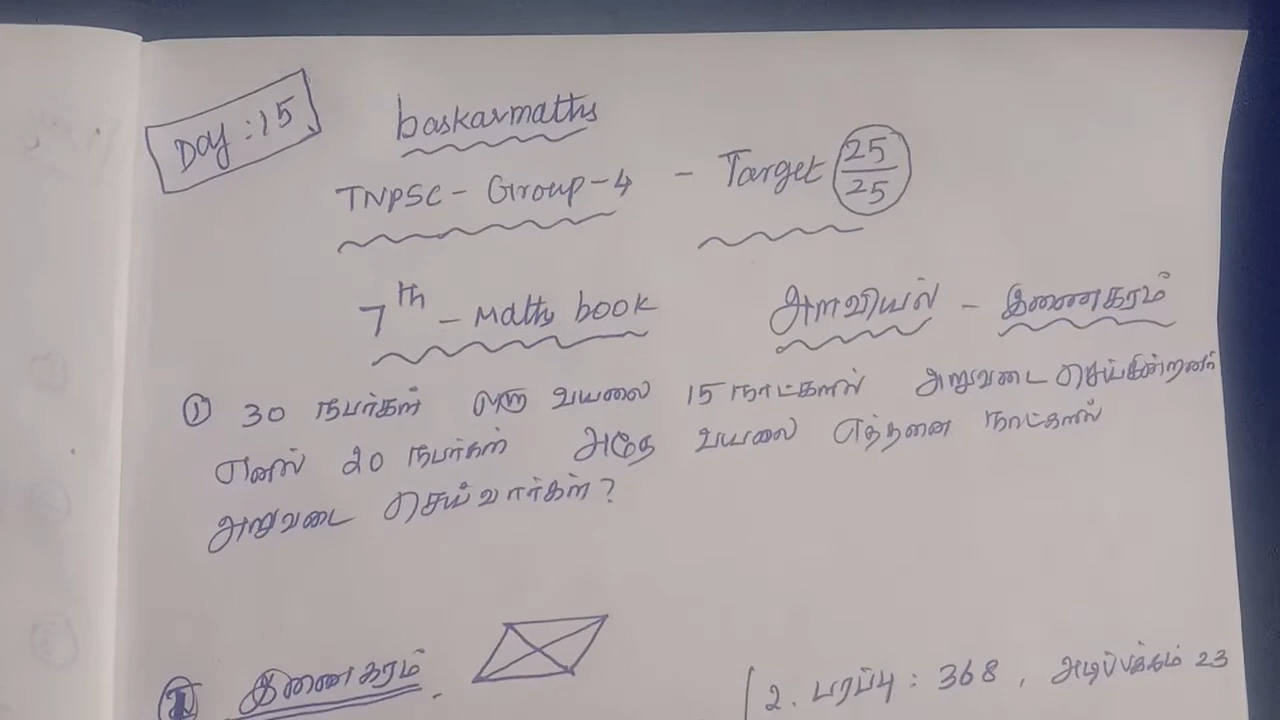 Day : 15
baskarmaths
TNPSC - Group-4 - Target 25/25
7th - Maths book அளவியல் - இணைகரம்
① 30 நபர்கள் ஒரு வயலை 15 நாட்களில் அறுவடை செய்கின்றனர்
எனில் 20 நபர்கள் அதே வயலை எத்தனை நாட்களில்
அறுவடை செய்வார்கள்?
இணைகரம்
2. பரப்பு : 368 , அடிப்பக்கம் 23